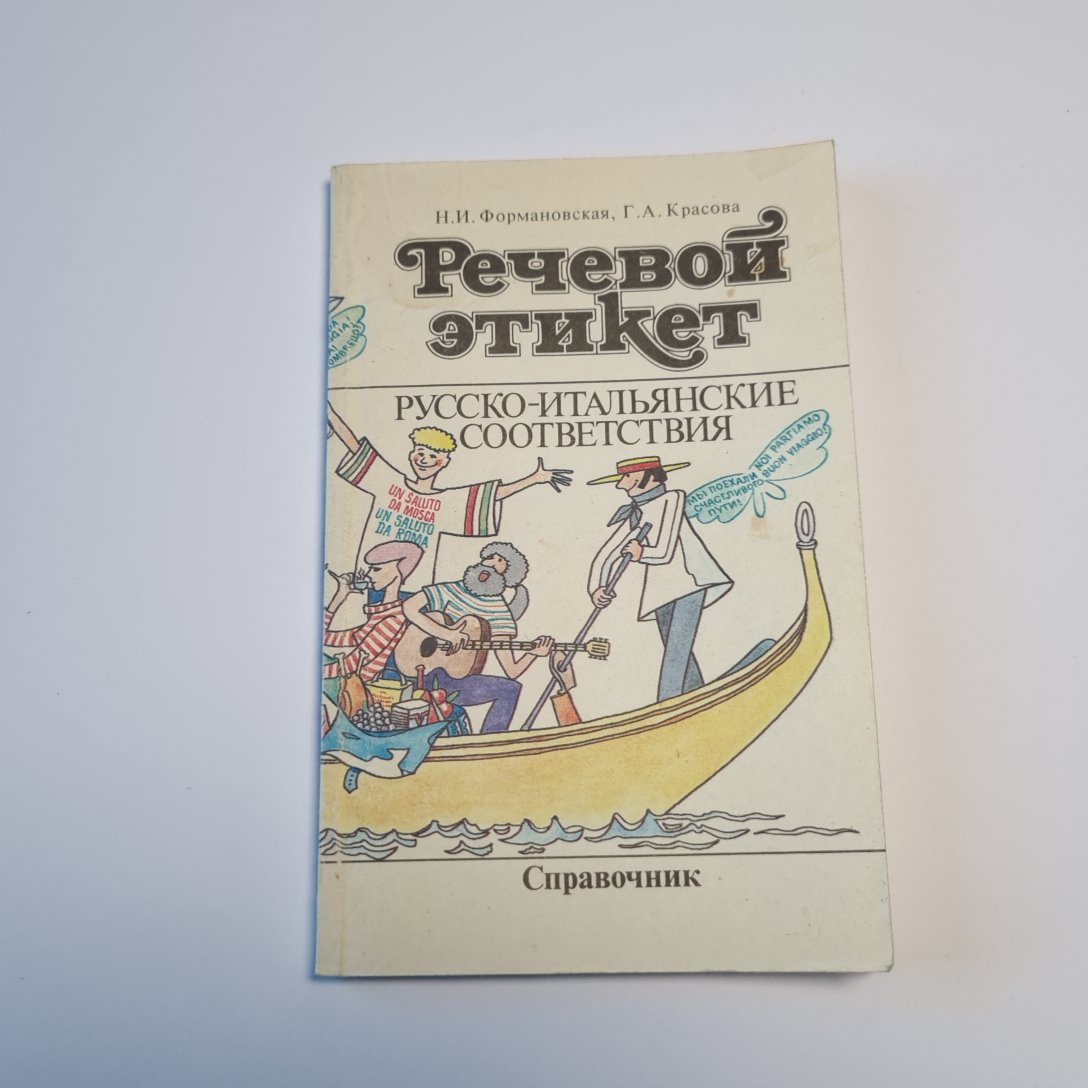 Н.И. Формановская, Г.А. Красова
Речевой
этикет
РУССКО-ИТАЛЬЯНСКИЕ
СООТВЕТСТВИЯ
UN SALUTO
DA MOSCA
UN SALUTO
DA ROMA
МЫ ПОЕХАЛИ
СЧАСТЛИВОГО
ПУТИ!
NOI PARTIAMO
BUON VIAGGIO!
Справочник